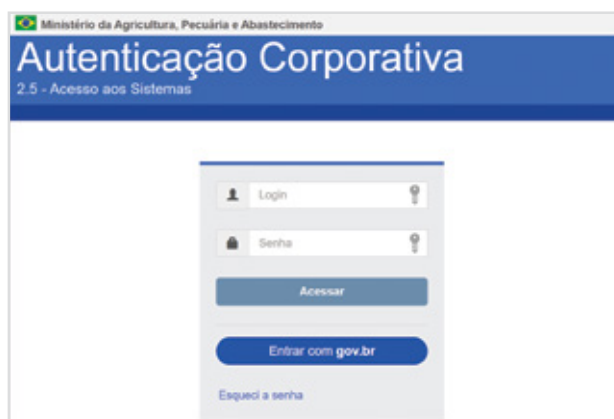 Ministério da Agricultura, Pecuária e Abastecimento
Autenticação Corporativa
2.5 - Acesso aos Sistemas
Login
Senha
Acessar
Entrar com gov.br
Esqueci a senha